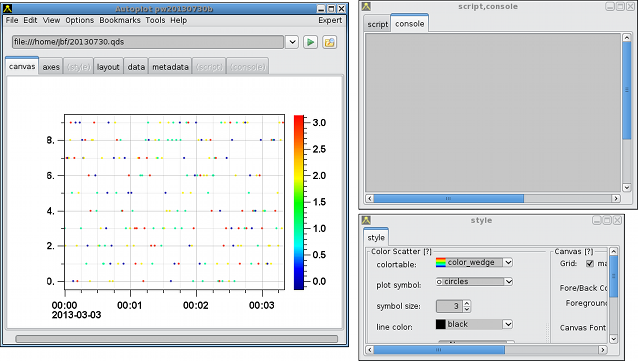 Autoplot pw20130730b
File Edit View Options Bookmarks Tools Help Expert
file:///home/jbf/20130730.qds
canvas axes (style) layout data metadata (script) (console)
8.
6.
4.
2.
0.
3.0
2.5
2.0
1.5
1.0
0.5
0.0
00:00 00:01 00:02 00:03
2013-03-03
script,console
script console
style
style
Color Scatter [?] Canvas [?]
colortable: color_wedge Grid:
plot symbol: circles Fore/Back Co
symbol size: 3 Foreground
line color: black Canvas Font